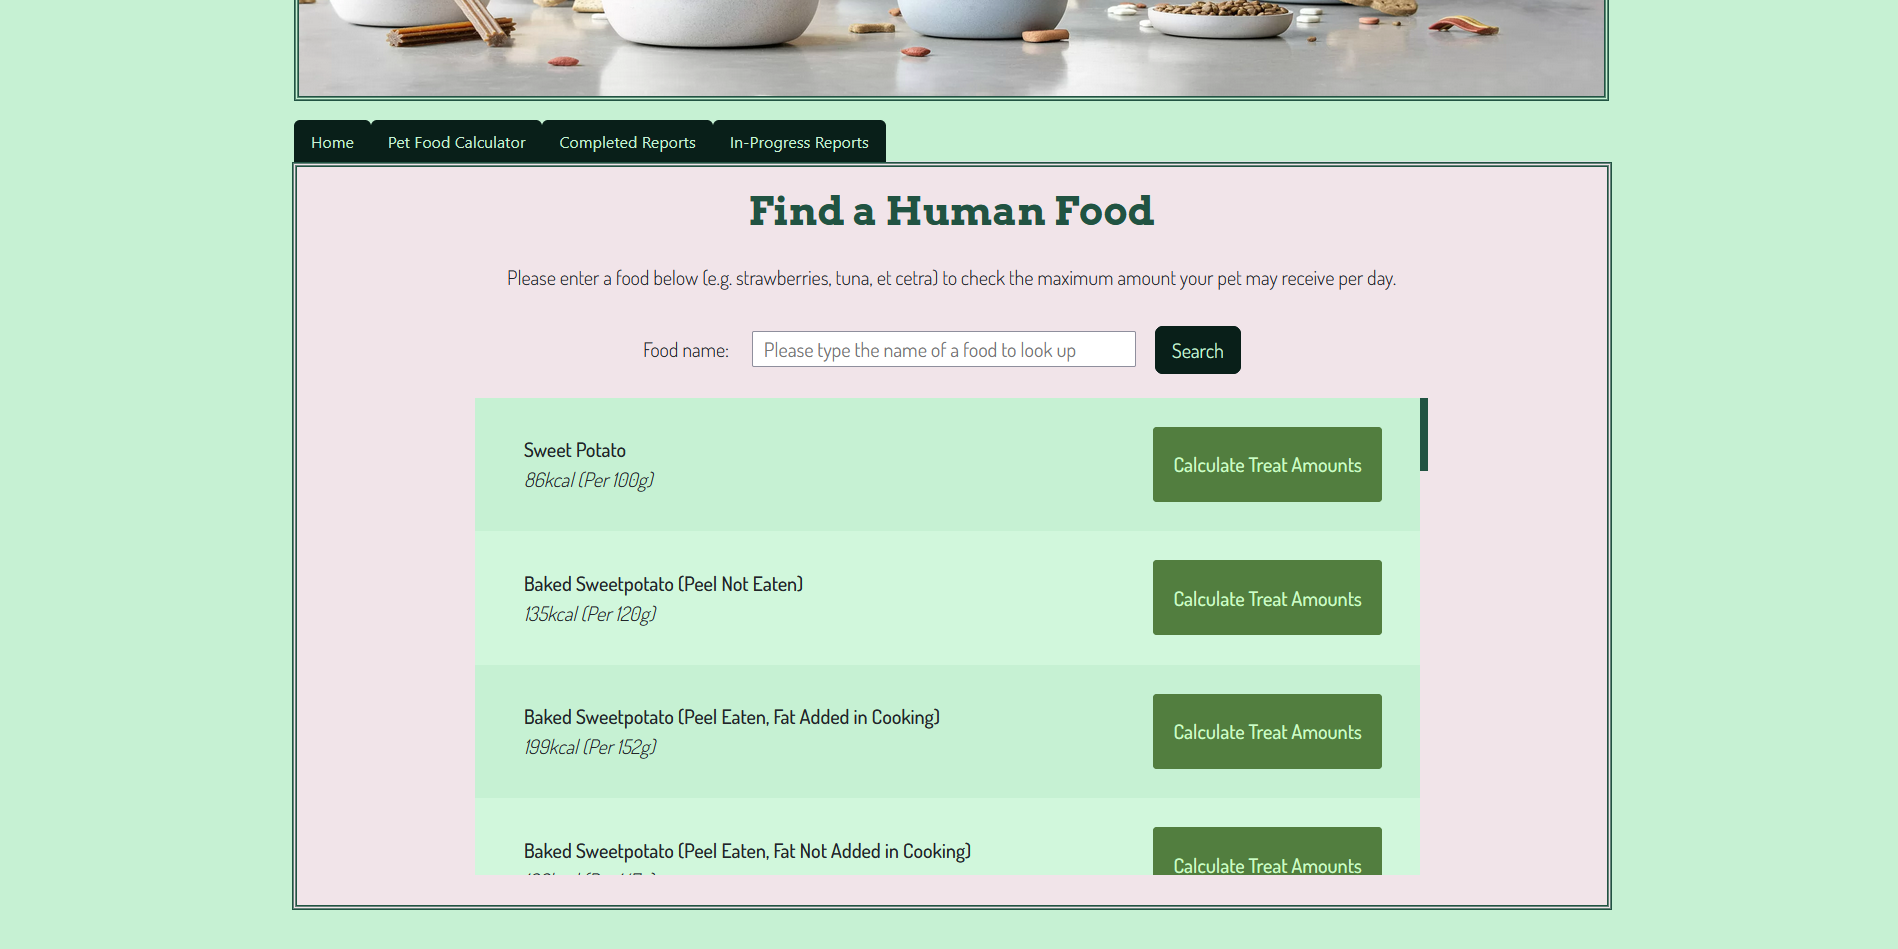 Home
Pet Food Calculator
Completed Reports
In-Progress Reports
Find a Human Food
Please enter a food below (e.g. strawberries, tuna, et cetra) to check the maximum amount your pet may receive per day.
Food name:
Please type the name of a food to look up
Search
Sweet Potato
86kcal (Per 100g)
Calculate Treat Amounts
Baked Sweetpotato (Peel Not Eaten)
135kcal (Per 120g)
Calculate Treat Amounts
Baked Sweetpotato (Peel Eaten, Fat Added in Cooking)
199kcal (Per 152g)
Calculate Treat Amounts
Baked Sweetpotato (Peel Eaten, Fat Not Added in Cooking)
Calculate Treat Amounts